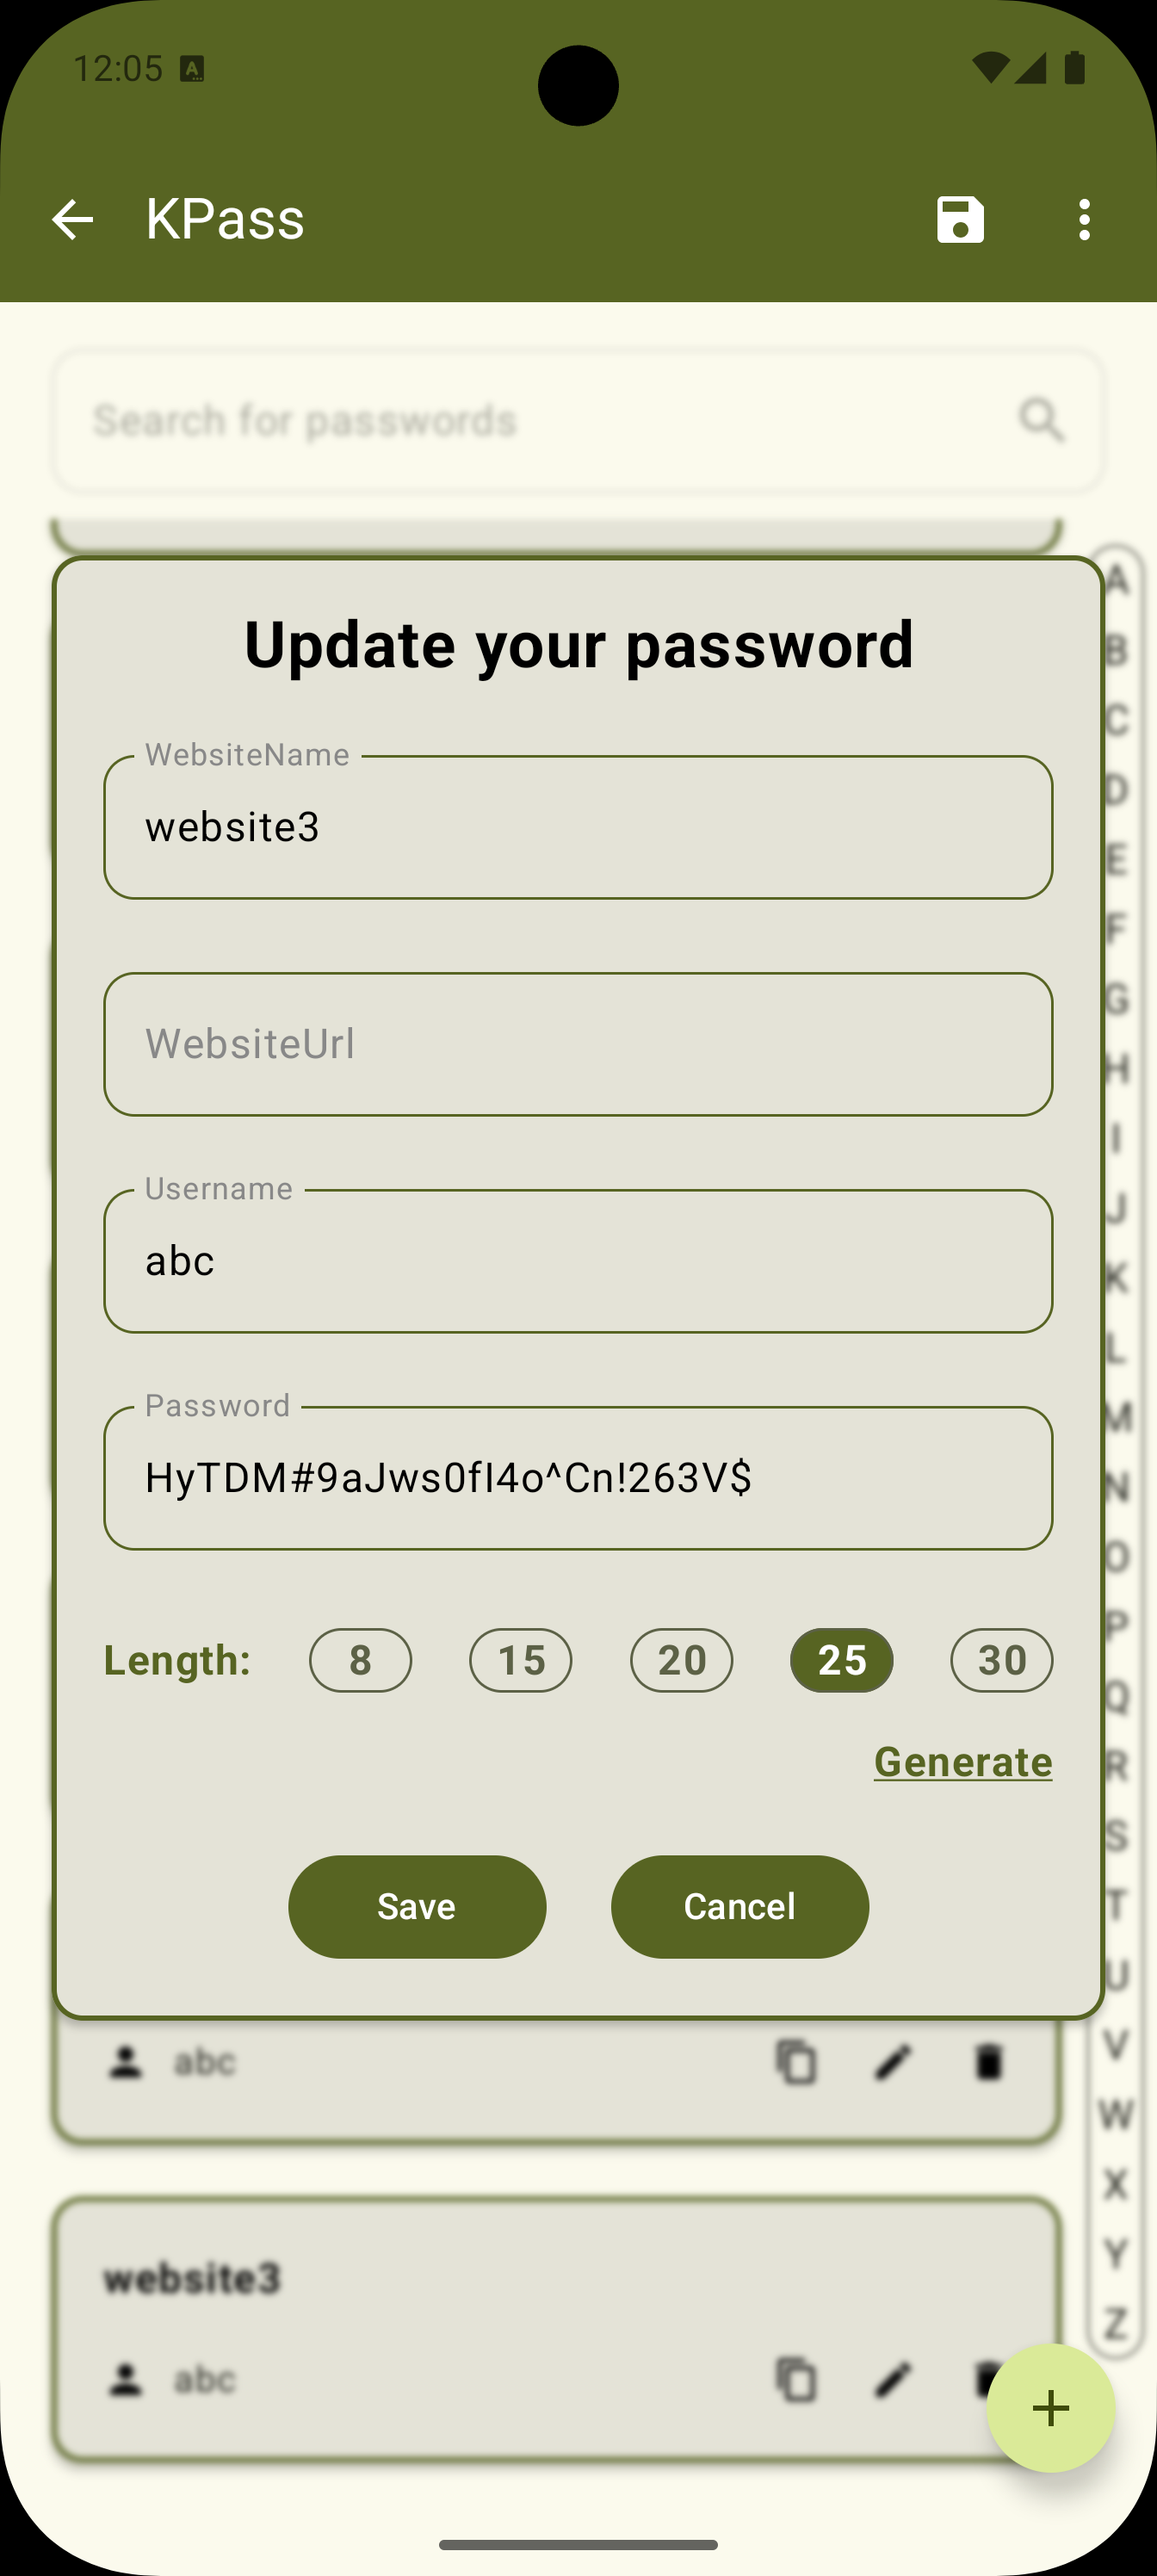 12:05
KPass
Search for passwords
Update your password
WebsiteName
website3
WebsiteUrl
Username
abc
Password
HyTDM#9aJws0fI4o^Cn!263V$
Length: 8 15 20 25 30
Generate
Save Cancel
abc
website3
abc
A
B
C
D
E
F
G
H
I
J
K
L
M
N
O
P
Q
R
S
T
U
V
W
X
Y
Z